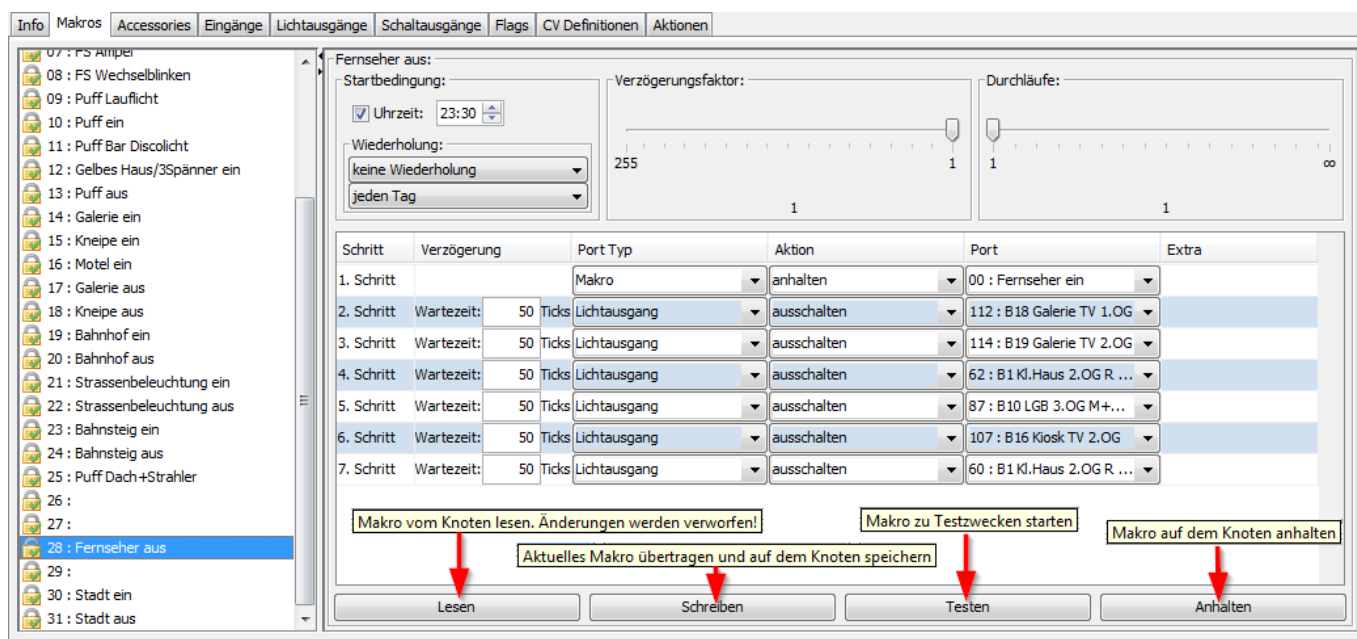 Info Makros Accessories Eingänge Lichtausgänge Schaltausgänge Flags CV Definitionen Aktionen
07 : FS Ampel
08 : FS Wechselblinken
09 : Puff Lauflicht
10 : Puff ein
11 : Puff Bar Discolicht
12 : Gelbes Haus/3Spänner ein
13 : Puff aus
14 : Galerie ein
15 : Kneipe ein
16 : Motel ein
17 : Galerie aus
18 : Kneipe aus
19 : Bahnhof ein
20 : Bahnhof aus
21 : Strassenbeleuchtung ein
22 : Strassenbeleuchtung aus
23 : Bahnsteig ein
24 : Bahnsteig aus
25 : Puff Dach+Strahler
26 :
27 :
28 : Fernseher aus
29 :
30 : Stadt ein
31 : Stadt aus
Fernseher aus:
Startbedingung:
Uhrzeit: 23:30
Wiederholung:
keine Wiederholung
jeden Tag
Verzögerungsfaktor:
255 1
1
Durchläufe:
1 ∞
1
Schritt Verzögerung Port Typ Aktion Port Extra
1. Schritt Makro anhalten 00 : Fernseher ein
2. Schritt Wartezeit: 50 Ticks Lichtausgang ausschalten 112 : B18 Galerie TV 1.OG
3. Schritt Wartezeit: 50 Ticks Lichtausgang ausschalten 114 : B19 Galerie TV 2.OG
4. Schritt Wartezeit: 50 Ticks Lichtausgang ausschalten 62 : B1 Kl.Haus 2.OG R ...
5. Schritt Wartezeit: 50 Ticks Lichtausgang ausschalten 87 : B10 LGB 3.OG M+...
6. Schritt Wartezeit: 50 Ticks Lichtausgang ausschalten 107 : B16 Kiosk TV 2.OG
7. Schritt Wartezeit: 50 Ticks Lichtausgang ausschalten 60 : B1 Kl.Haus 2.OG R ...
Makro vom Knoten lesen. Änderungen werden verworfen!
Makro zu Testzwecken starten
Makro auf dem Knoten anhalten
Aktuelles Makro übertragen und auf dem Knoten speichern
Lesen Schreiben Testen Anhalten